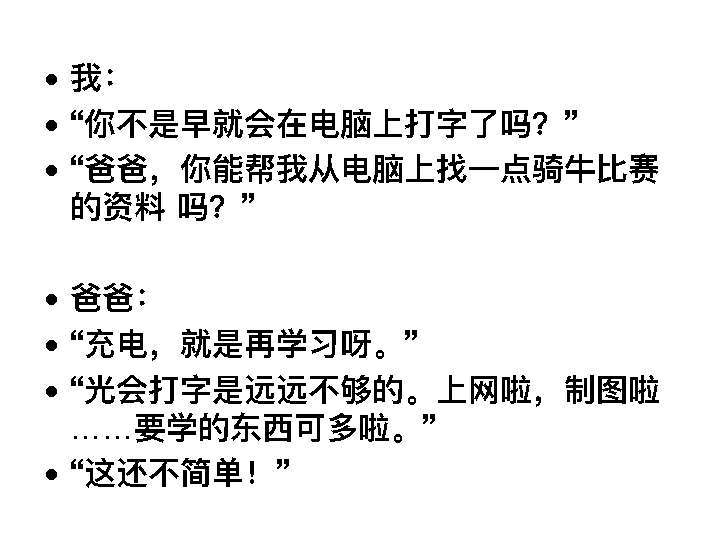 • 我：
• “你不是早就会在电脑上打字了吗？”
• “爸爸，你能帮我从电脑上找一点骑牛比赛
的资料 吗？”
• 爸爸：
• “充电，就是再学习呀。”
• “光会打字是远远不够的。上网啦，制图啦
……要学的东西可多啦。”
• “这还不简单！”